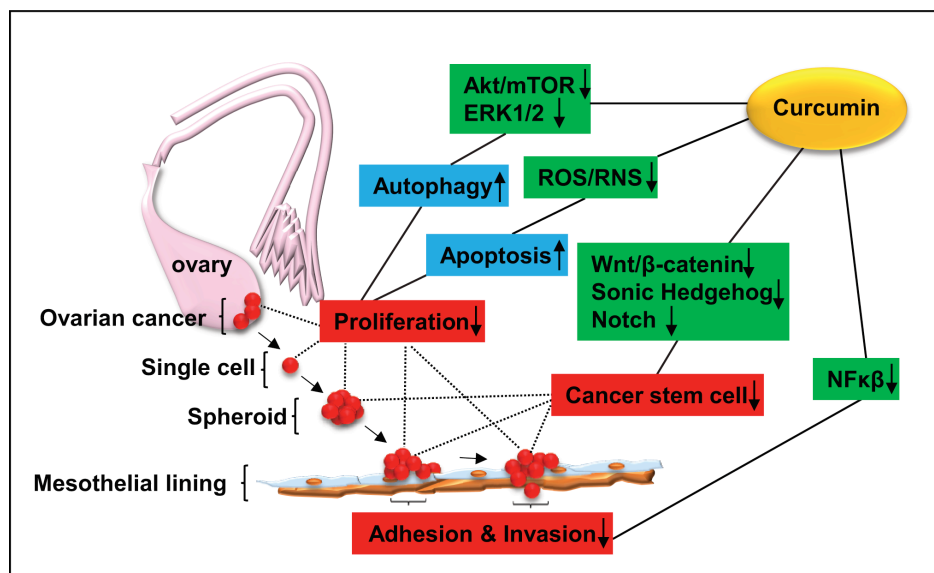 Akt/mTOR↓
ERK1/2 ↓
Curcumin
Autophagy↑
ROS/RNS↓
ovary
Apoptosis↑
Wnt/β-catenin↓
Sonic Hedgehog↓
Notch ↓
Ovarian cancer
Proliferation↓
Single cell
NFκβ↓
Cancer stem cell↓
Spheroid
Mesothelial lining
Adhesion & Invasion↓